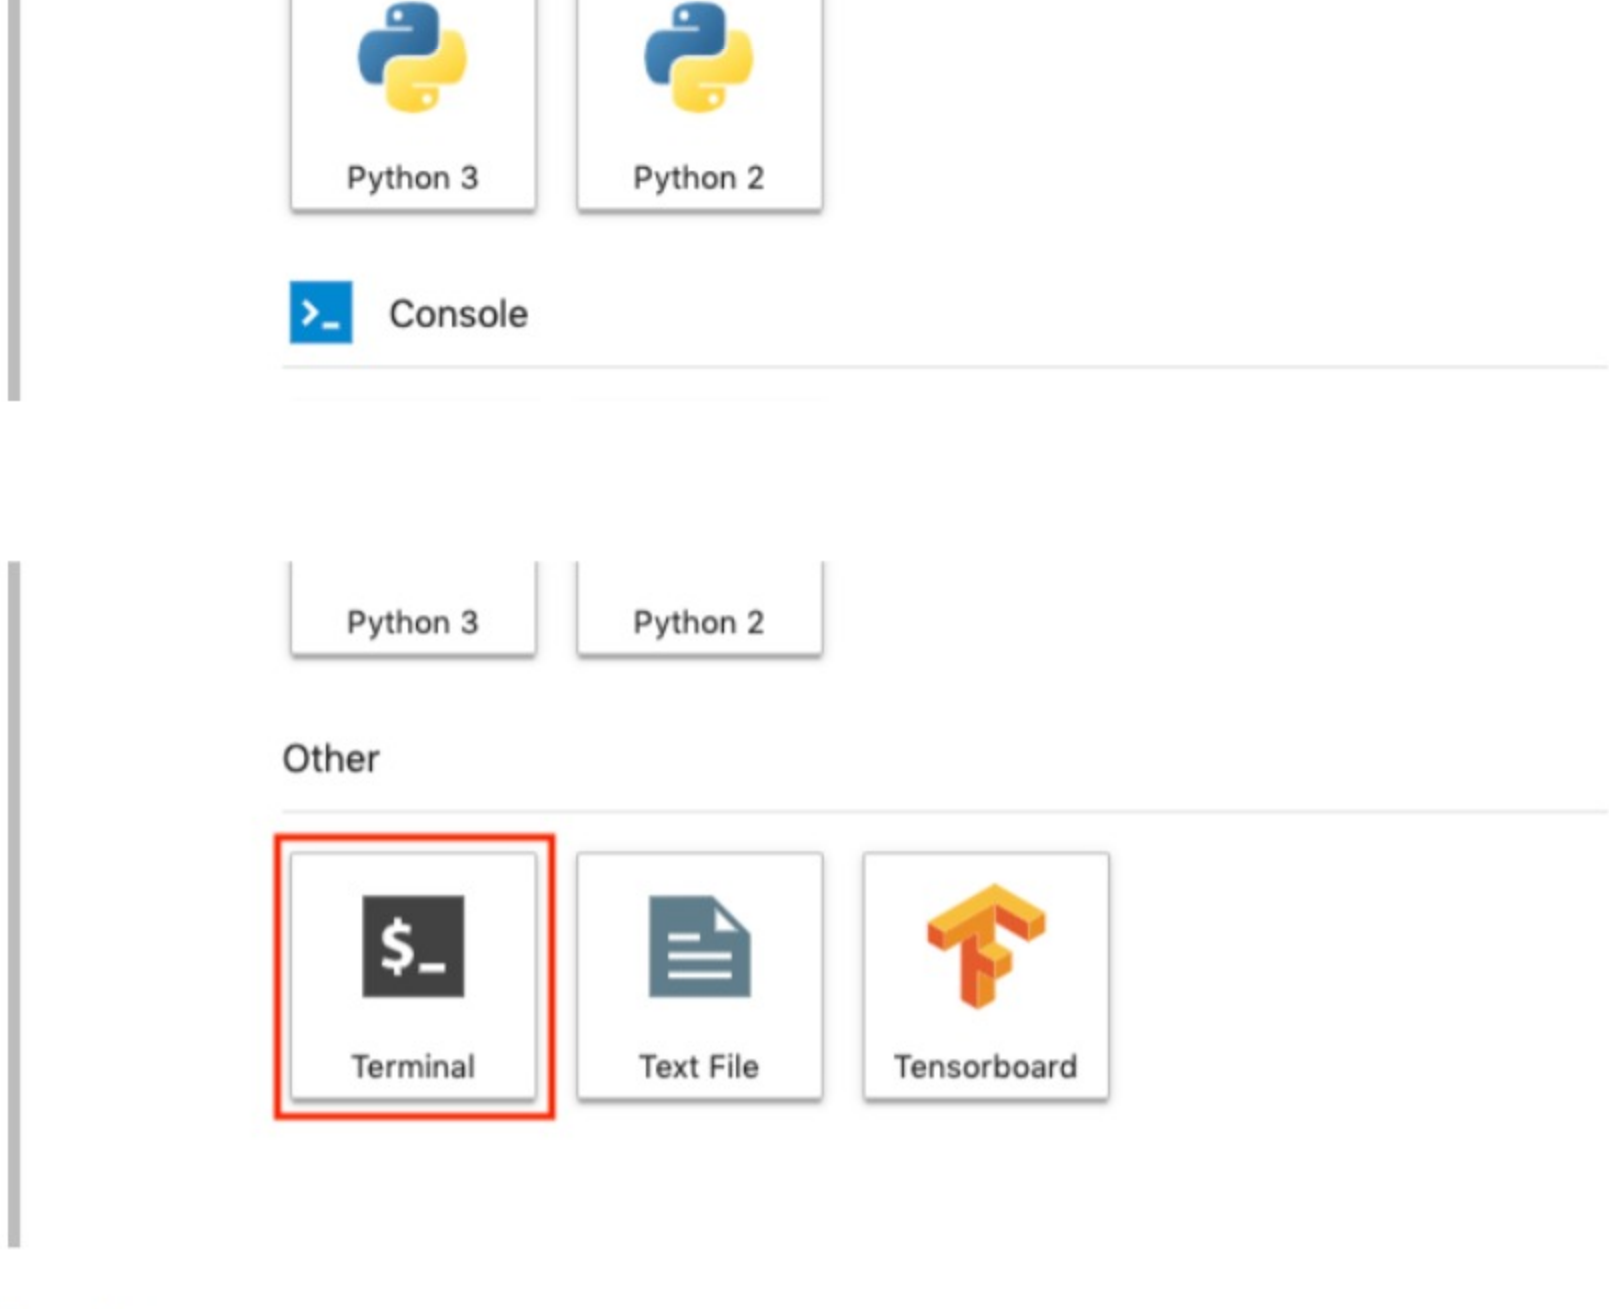 Python 3 Python 2
>_ Console
Python 3 Python 2
Other
$_
Terminal Text File Tensorboard